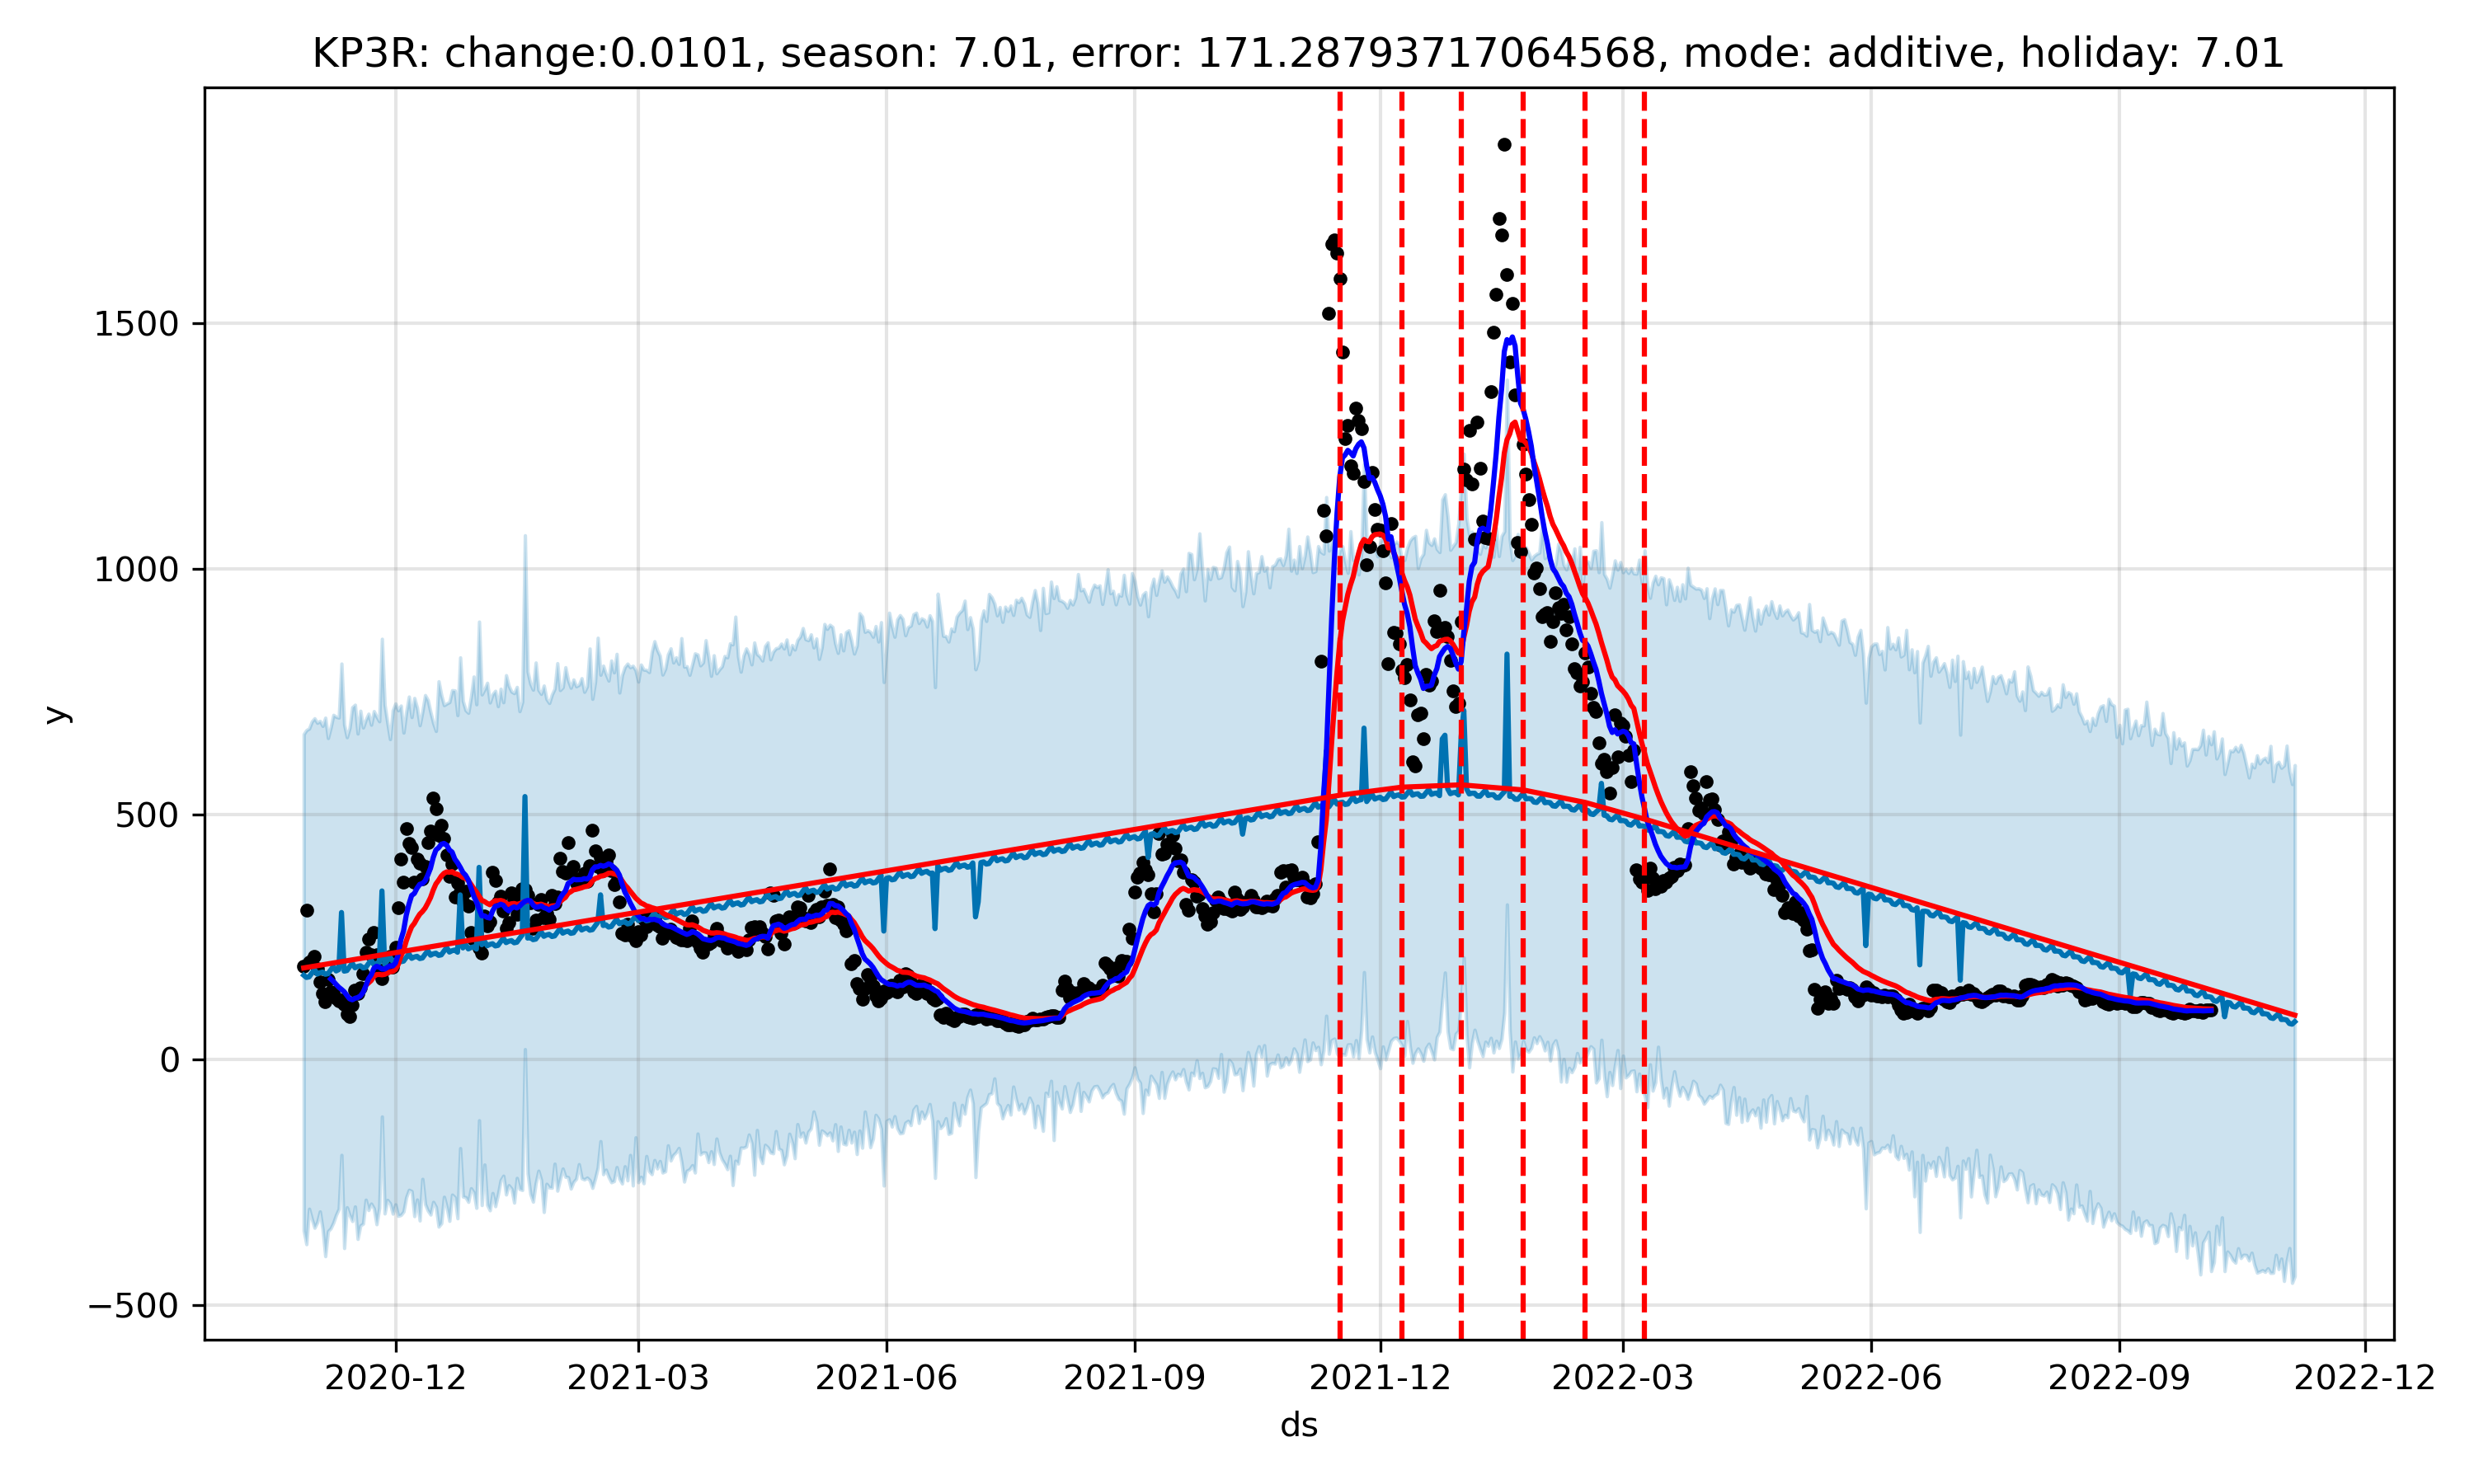 KP3R: change:0.0101, season: 7.01, error: 171.28793717064568, mode: additive, holiday: 7.01
y
1500
1000
500
0
−500
2020-12 2021-03 2021-06 2021-09 2021-12 2022-03 2022-06 2022-09 2022-12
ds